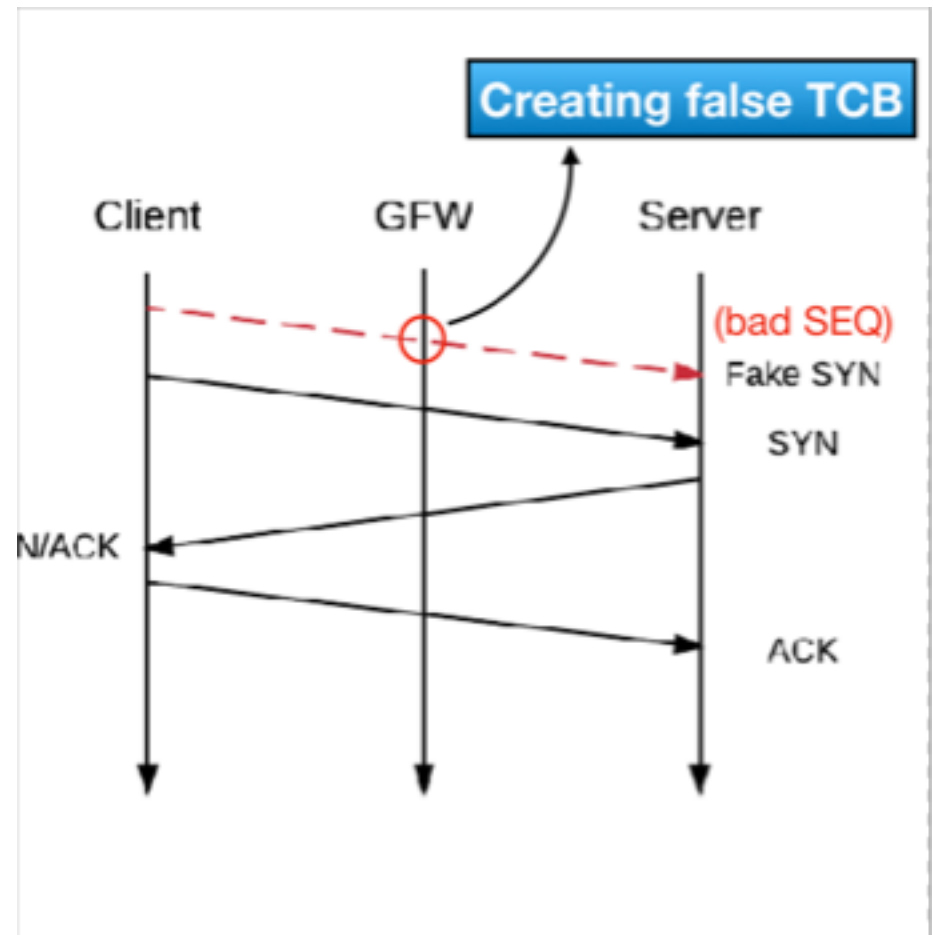 Creating false TCB
Client
GFW
Server
(bad SEQ)
Fake SYN
SYN
N/ACK
ACK